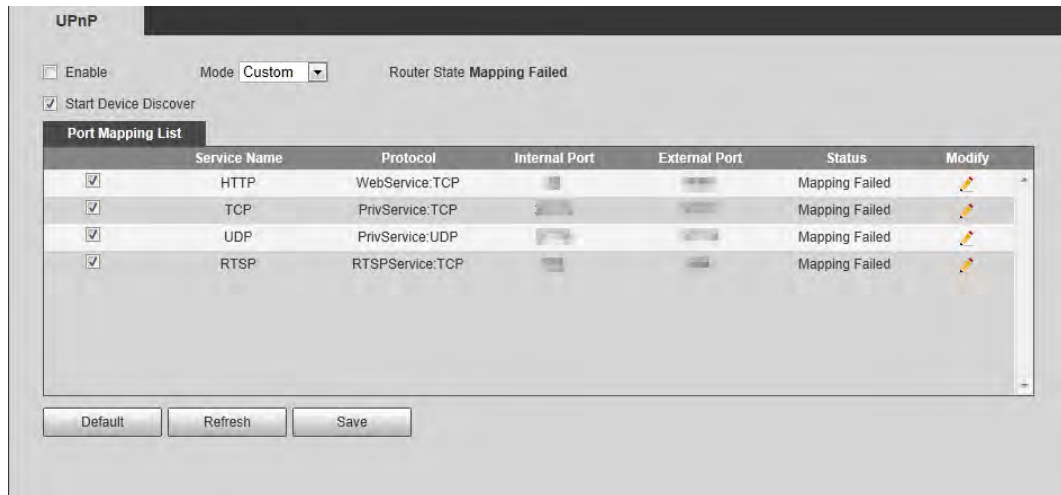 UPnP
Enable Mode Custom Router State Mapping Failed
Start Device Discover
Port Mapping List
Service Name Protocol Internal Port External Port Status Modify
HTTP WebService:TCP Mapping Failed
TCP PrivService:TCP Mapping Failed
UDP PrivService:UDP Mapping Failed
RTSP RTSPService:TCP Mapping Failed
Default Refresh Save